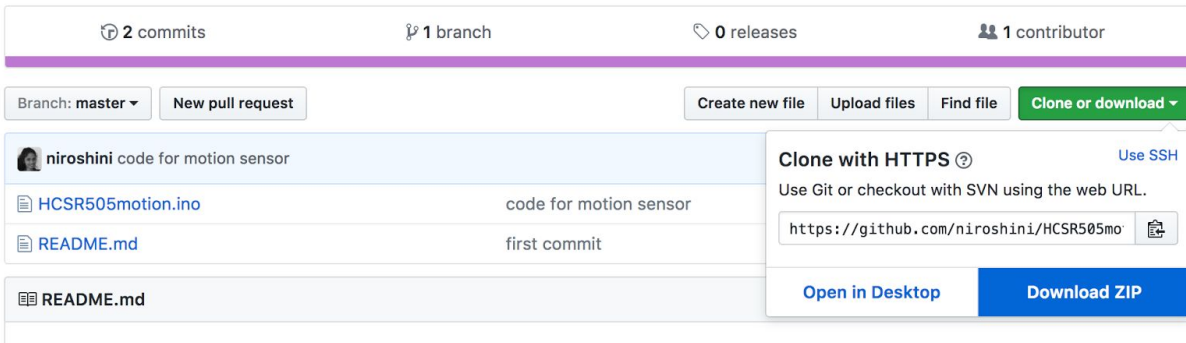 2 commits 1 branch 0 releases 1 contributor
Branch: master New pull request Create new file Upload files Find file Clone or download
niroshini code for motion sensor
HCSR505motion.ino code for motion sensor
README.md first commit
README.md
Clone with HTTPS Use SSH
Use Git or checkout with SVN using the web URL.
https://github.com/niroshini/HCSR505mo
Open in Desktop Download ZIP